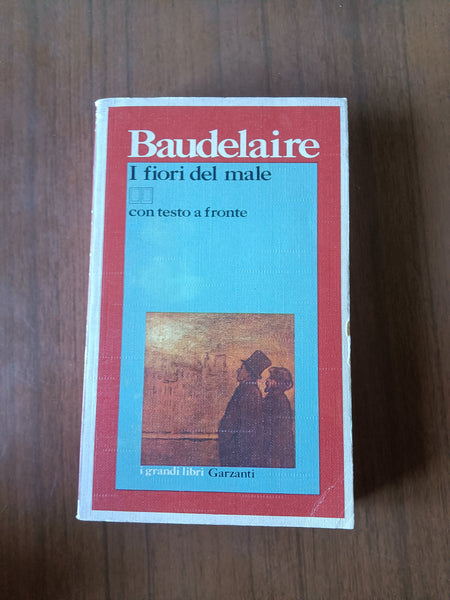 Baudelaire
I fiori del male
con testo a fronte
i grandi libri Garzanti